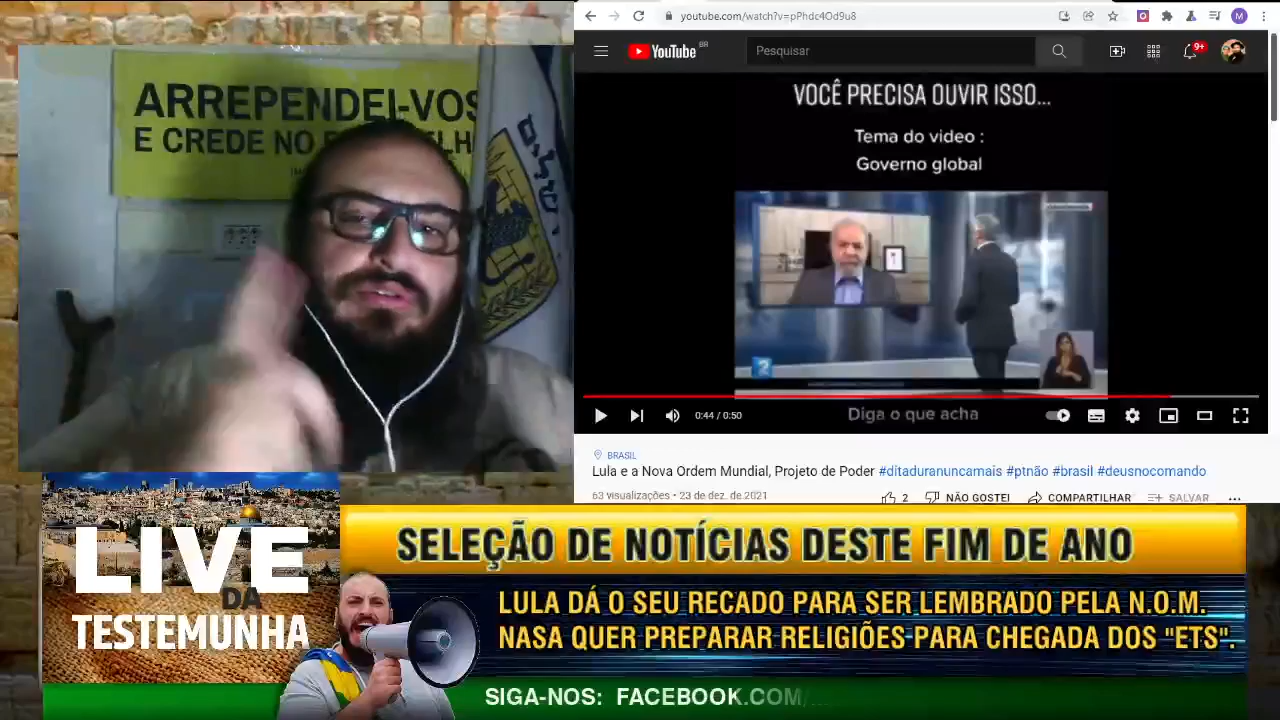 ARREPENDEI-VOS
E CREDE NO
youtube.com/watch?v=pPhdc4Od9u8
M
YouTube BR
Pesquisar
9+
VOCÊ PRECISA OUVIR ISSO...
Tema do video :
Governo global
2
0:44 / 0:50
Diga o que acha
BRASIL
Lula e a Nova Ordem Mundial, Projeto de Poder #ditaduranuncamais #ptnão #brasil #deusnocomando
63 visualizações • 23 de dez. de 2021
2 NÃO GOSTEI COMPARTILHAR SALVAR ...
LIVE
DA
TESTEMUNHA
SELEÇÃO DE NOTÍCIAS DESTE FIM DE ANO
LULA DÁ O SEU RECADO PARA SER LEMBRADO PELA N.O.M.
NASA QUER PREPARAR RELIGIÕES PARA CHEGADA DOS "ETS".
SIGA-NOS: FACEBOOK.COM/...